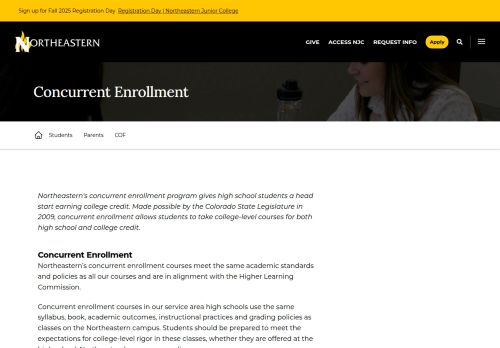 Sign up for Fall 2025 Registration Day Registration Day | Northeastern Junior College
NORTHEASTERN
GIVE ACCESS NJC REQUEST INFO Apply
Concurrent Enrollment
Students Parents COF
Northeastern's concurrent enrollment program gives high school students a head
start earning college credit. Made possible by the Colorado State Legislature in
2009, concurrent enrollment allows students to take college-level courses for both
high school and college credit.
Concurrent Enrollment
Northeastern's concurrent enrollment courses meet the same academic standards
and policies as all our courses and are in alignment with the Higher Learning
Commission.
Concurrent enrollment courses in our service area high schools use the same
syllabus, book, academic outcomes, instructional practices and grading policies as
classes on the Northeastern campus. Students should be prepared to meet the
expectations for college-level rigor in these classes, whether they are offered at the